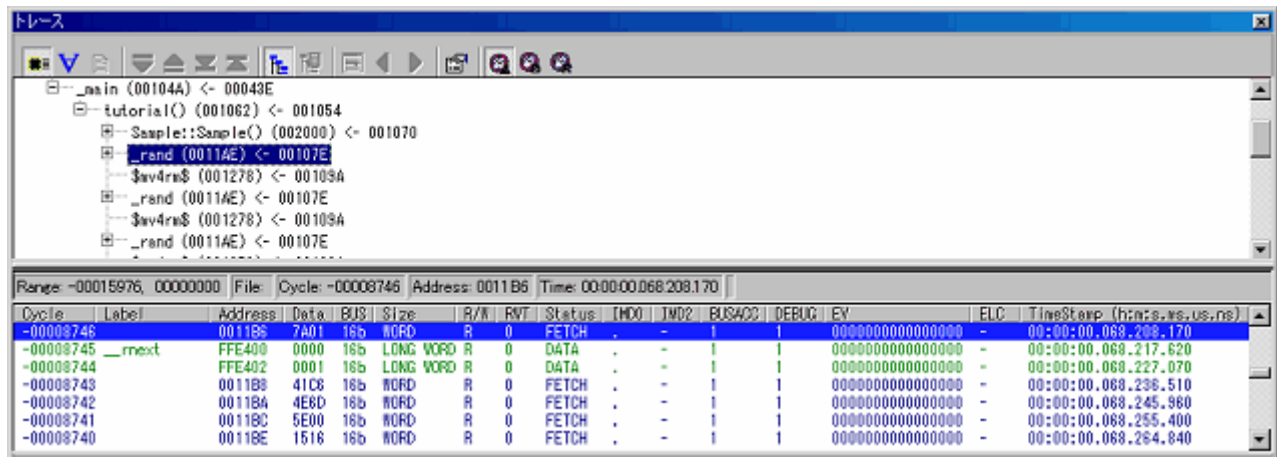 トレース
_main (00104A) <- 00043E
tutorial() (001062) <- 001054
Sample::Sample() (002000) <- 001070
_rand (0011AE) <- 00107E
$mv4rm$ (001278) <- 00109A
_rand (0011AE) <- 00107E
$mv4rm$ (001278) <- 00109A
_rand (0011AE) <- 00107E
Range: -00015976, 00000000 File: Cycle: -00008746 Address: 0011B6 Time: 00:00:00.068:208.170
Cycle Label Address Data BUS Size R/W RWT Status IMD0 IMD2 BUSACC DEBUG EV ELC TimeStamp (h:m:s.ms.us.ns)
-00008746 0011B6 7A01 16b WORD R 0 FETCH . - 1 1 0000000000000000 - 00:00:00.068.208.170
-00008745 __rnext FFE400 0000 16b LONG WORD R 0 DATA . - 1 1 0000000000000000 - 00:00:00.068.217.620
-00008744 FFE402 0001 16b LONG WORD R 0 DATA . - 1 1 0000000000000000 - 00:00:00.068.227.070
-00008743 0011B8 41C6 16b WORD R 0 FETCH . - 1 1 0000000000000000 - 00:00:00.068.236.510
-00008742 0011BA 4E6D 16b WORD R 0 FETCH . - 1 1 0000000000000000 - 00:00:00.068.245.960
-00008741 0011BC 5E00 16b WORD R 0 FETCH . - 1 1 0000000000000000 - 00:00:00.068.255.400
-00008740 0011BE 1516 16b WORD R 0 FETCH . - 1 1 0000000000000000 - 00:00:00.068.264.840